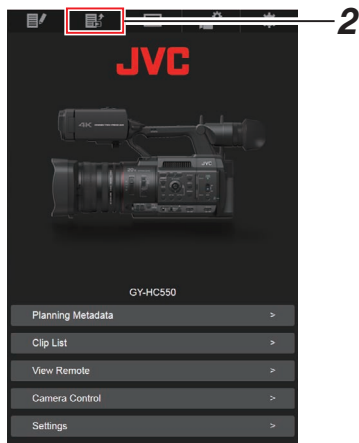 2
JVC
4K
JVC
GY-HC550
Planning Metadata >
Clip List >
View Remote >
Camera Control >
Settings >